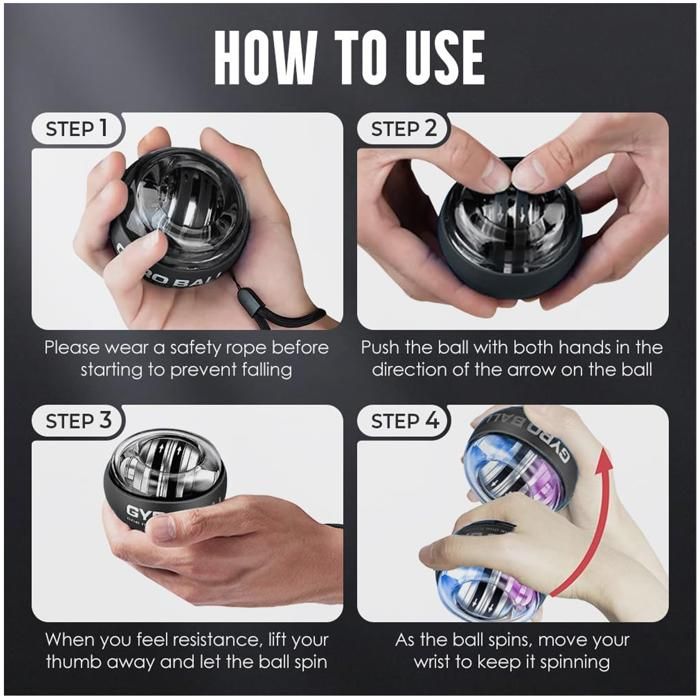 HOW TO USE
STEP 1
STEP 2
Please wear a safety rope before
starting to prevent falling
Push the ball with both hands in the
direction of the arrow on the ball
STEP 3
STEP 4
GYRO BALL
When you feel resistance, lift your
thumb away and let the ball spin
As the ball spins, move your
wrist to keep it spinning